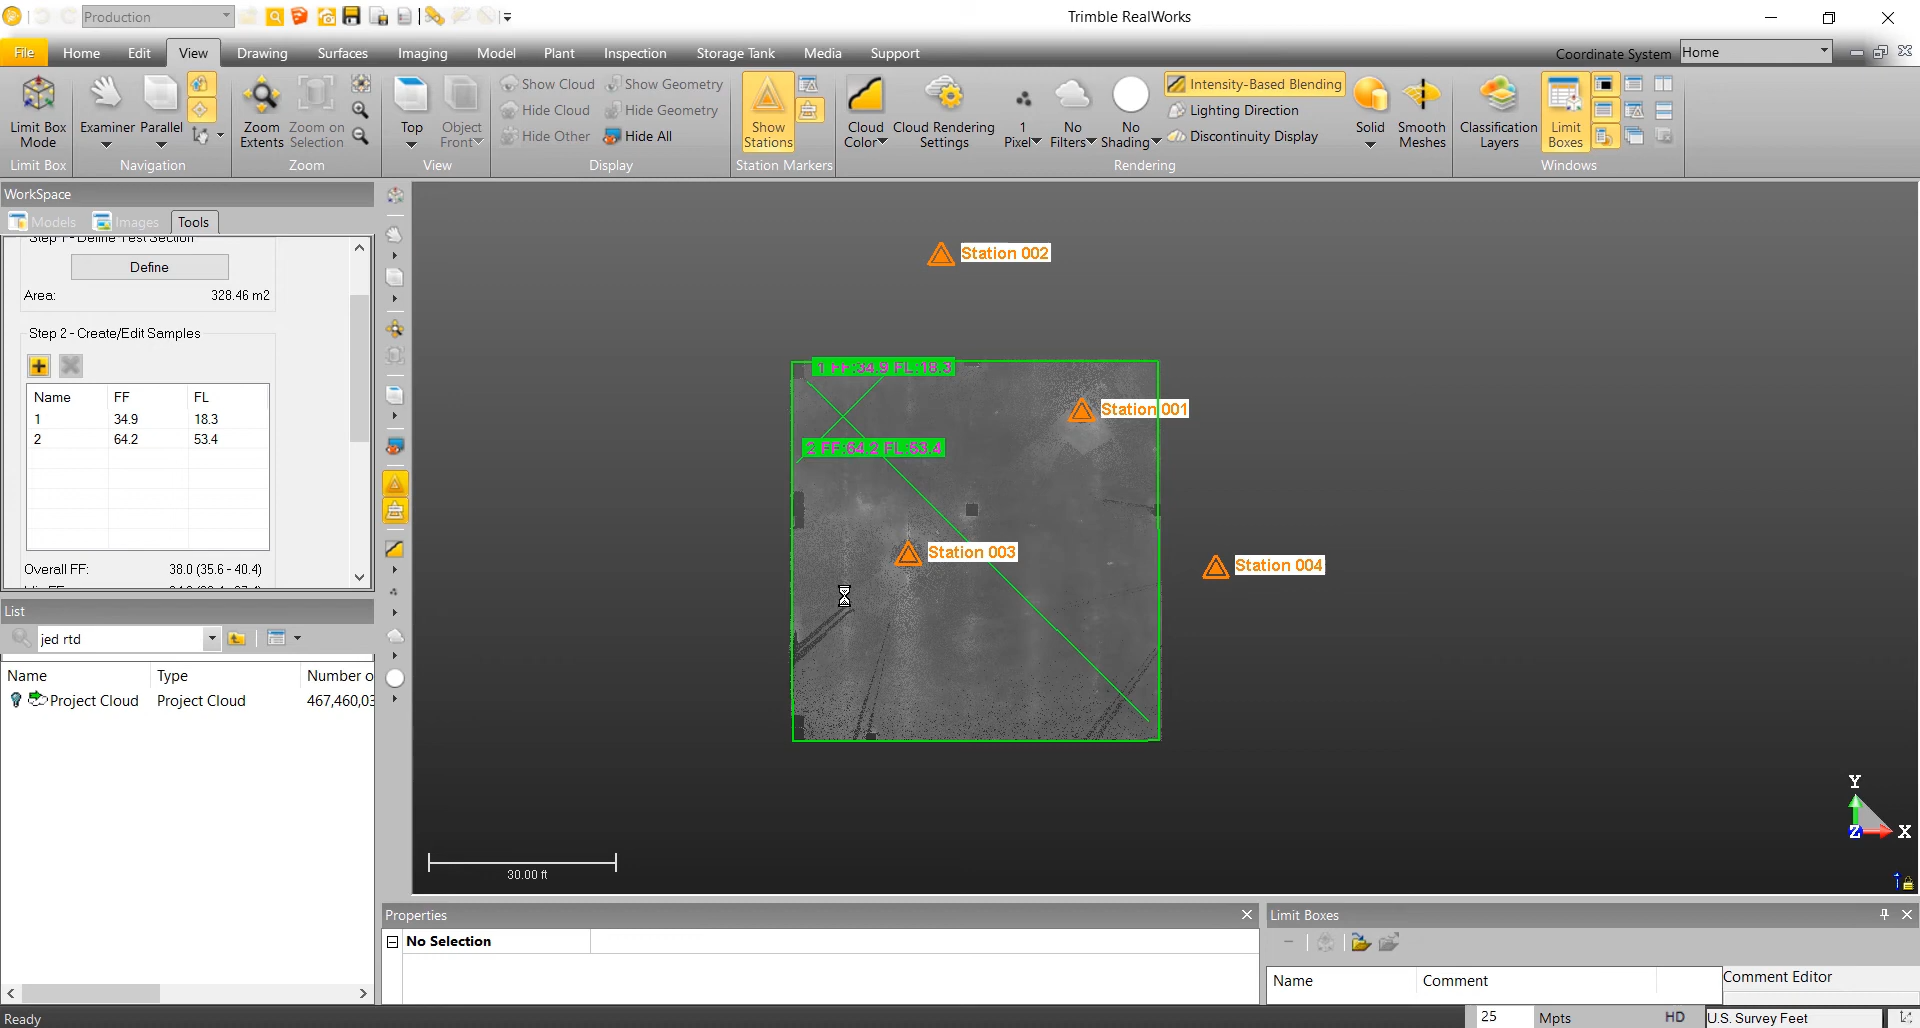 Production
Trimble RealWorks
File Home Edit View Drawing Surfaces Imaging Model Plant Inspection Storage Tank Media Support
Coordinate System Home
Limit Box Mode
Examiner
Parallel
Zoom Extents
Zoom on Selection
Top
Object Front
Show Cloud
Hide Cloud
Hide Other
Show Geometry
Hide Geometry
Hide All
Show Stations
Cloud Color
Cloud Rendering Settings
1 Pixel
No Filters
No Shading
Intensity-Based Blending
Lighting Direction
Discontinuity Display
Solid
Smooth Meshes
Classification Layers
Limit Boxes
Limit Box Navigation Zoom View Display Station Markers Rendering Windows
WorkSpace
Models Images Tools
Step 1 - Define Test Section
Define
Area: 328.46 m2
Step 2 - Create/Edit Samples
Name FF FL
1 34.9 18.3
2 64.2 53.4
Overall FF: 38.0 (35.6 - 40.4)
List
jed rtd
Name Type Number o
Project Cloud Project Cloud 467,460,03
Station 002
1 FF:34.9 FL:18.3
Station 001
2 FF:64.2 FL:53.4
Station 003
Station 004
30.00 ft
Y
Z X
Properties
No Selection
Limit Boxes
Name Comment
Comment Editor
Ready
25 Mpts HD U.S. Survey Feet